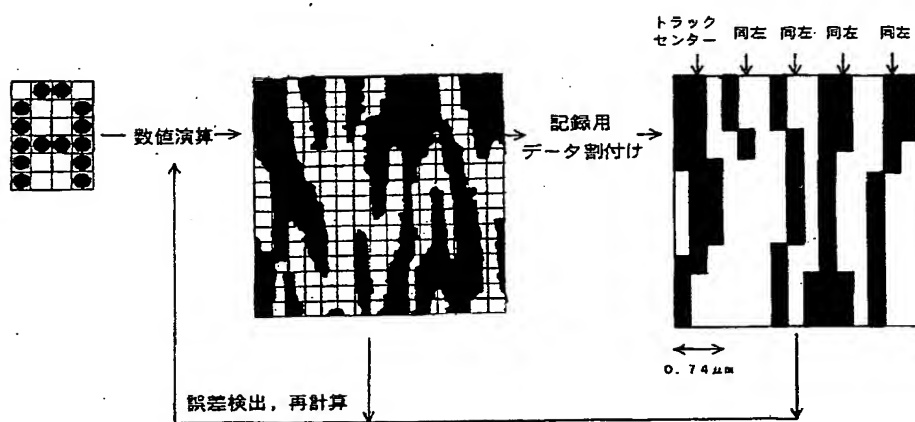 トラック
センター
同左
同左
同左
同左
数値演算
記録用
データ割付け
0.74μm
誤差検出，再計算